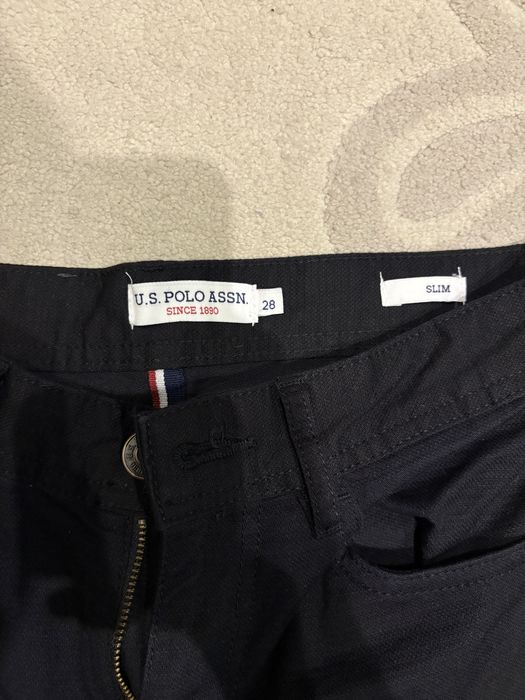 U.S. POLO ASSN.
SINCE 1890
28
SLIM